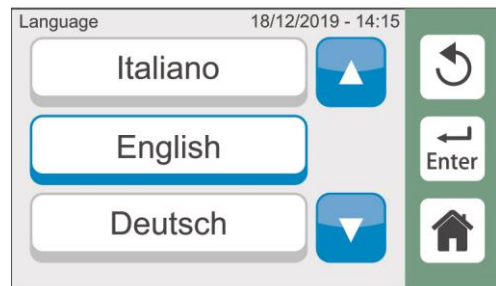 Language 18/12/2019 - 14:15
Italiano
English
Enter
Deutsch